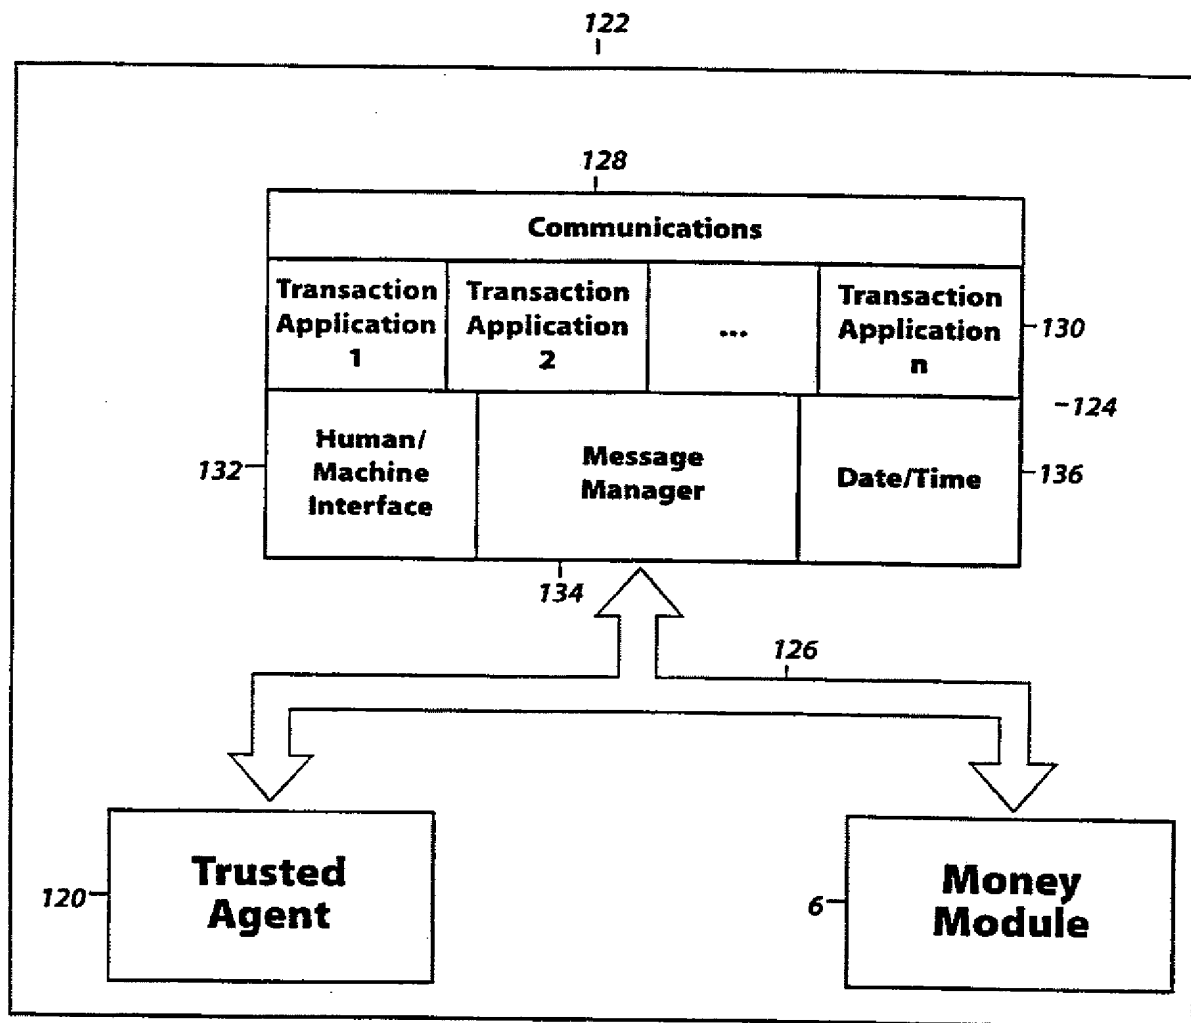 122
128
Communications
Transaction
Application
1
Transaction
Application
2
...
Transaction
Application
n
130
124
132
Human/
Machine
Interface
Message
Manager
Date/Time
136
134
126
120
Trusted
Agent
6
Money
Module